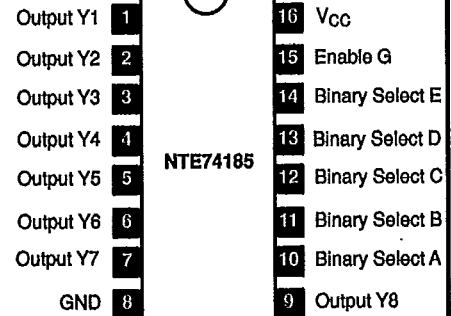 Output Y1 1 16 VCC
Output Y2 2 15 Enable G
Output Y3 3 14 Binary Select E
Output Y4 4 13 Binary Select D
NTE74185
Output Y5 5 12 Binary Select C
Output Y6 6 11 Binary Select B
Output Y7 7 10 Binary Select A
GND 8 9 Output Y8